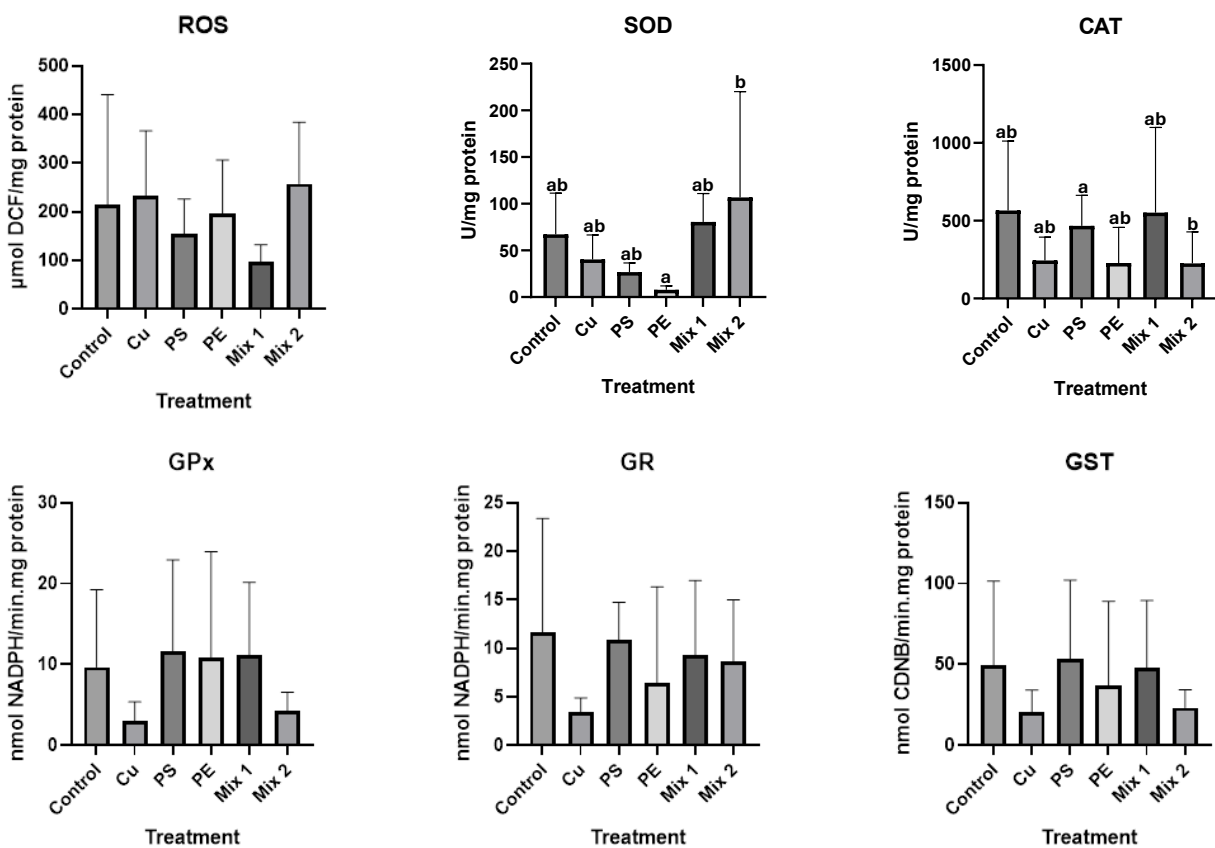 ROS
μmol DCF/mg protein
500
400
300
200
100
0
Control
Cu
PS
PE
Mix 1
Mix 2
Treatment
SOD
U/mg protein
250
200
150
100
50
0
ab
ab
ab
a
ab
b
Control
Cu
PS
PE
Mix 1
Mix 2
Treatment
CAT
U/mg protein
1500
1000
500
0
ab
ab
a
ab
ab
b
Control
Cu
PS
PE
Mix 1
Mix 2
Treatment
GPx
nmol NADPH/min.mg protein
30
20
10
0
Control
Cu
PS
PE
Mix 1
Mix 2
Treatment
GR
nmol NADPH/min.mg protein
25
20
15
10
5
0
Control
Cu
PS
PE
Mix 1
Mix 2
Treatment
GST
nmol CDNB/min.mg protein
150
100
50
0
Control
Cu
PS
PE
Mix 1
Mix 2
Treatment